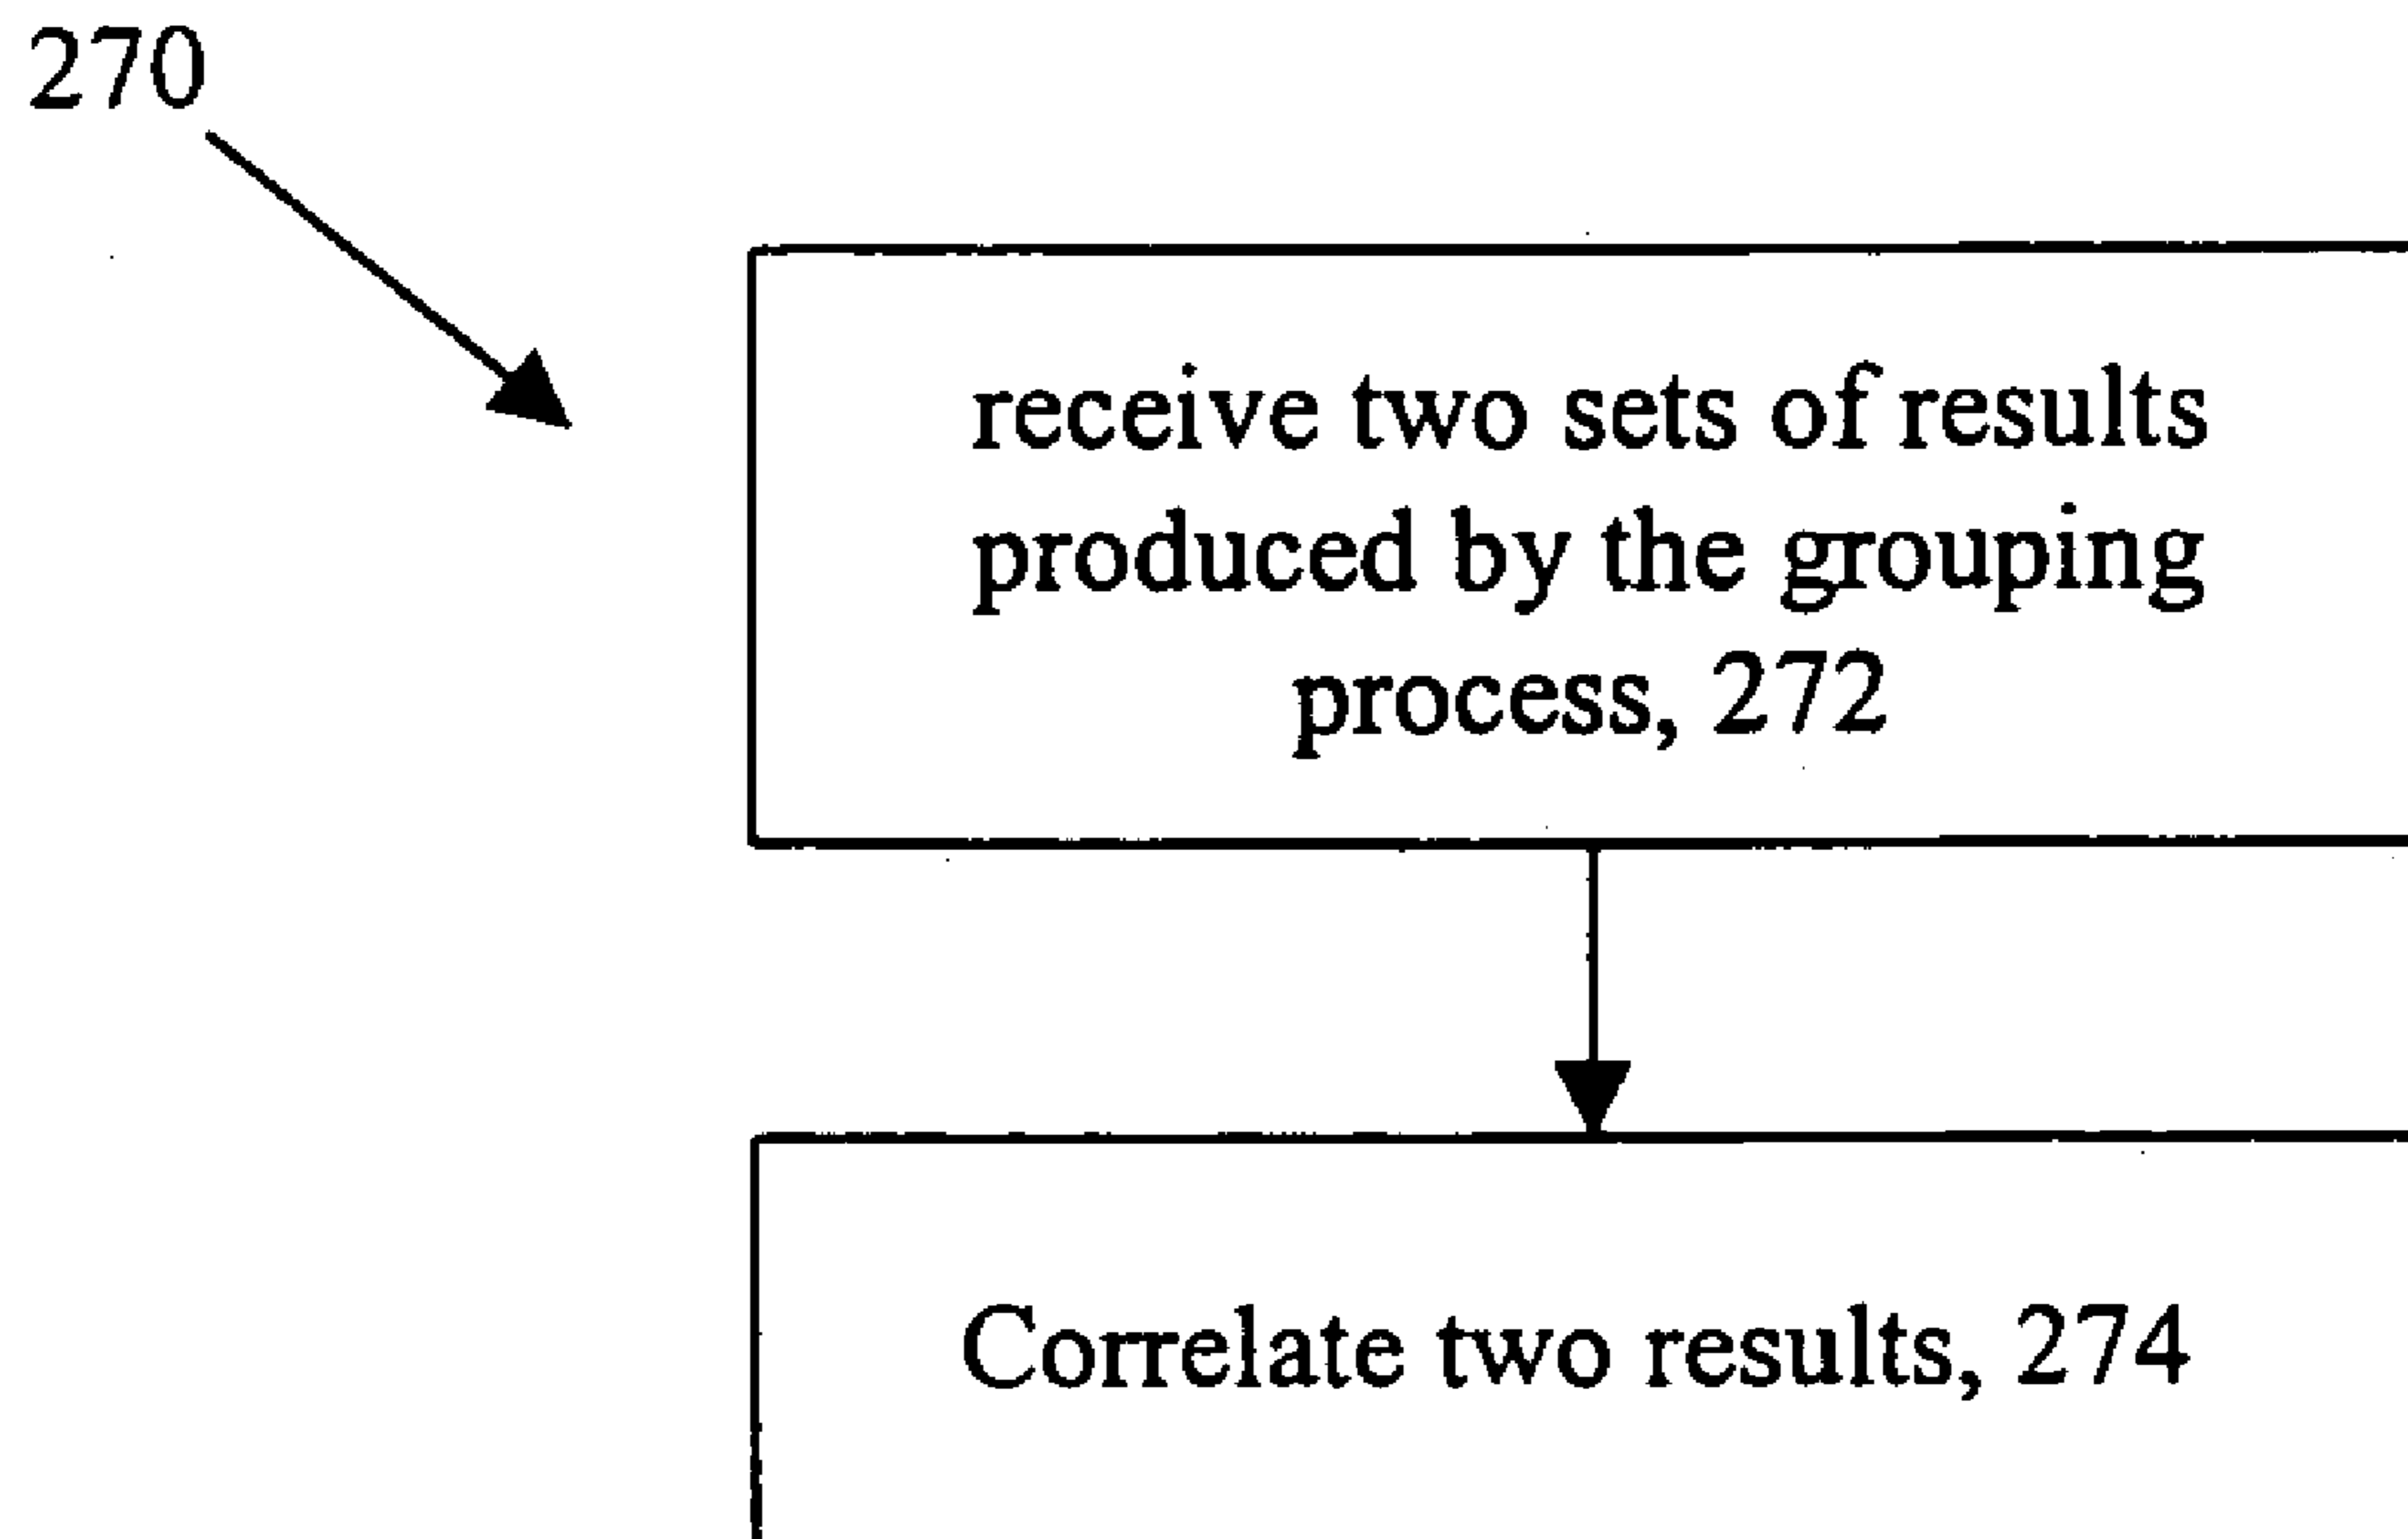 270
receive two sets of results
produced by the grouping
process, 272
Correlate two results, 274